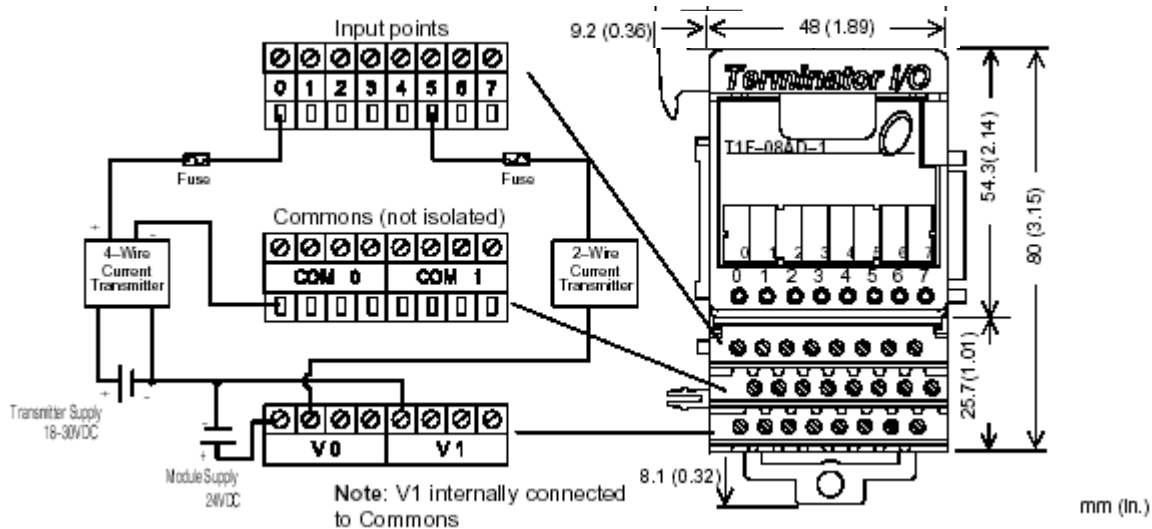 Input points
0 1 2 3 4 5 6 7
Fuse
Fuse
Commons (not isolated)
COM 0 COM 1
4-Wire
Current
Transmitter
2-Wire
Current
Transmitter
+ -
+ -
Transmitter Supply
18-30VDC
-
+
Module Supply
24VDC
V0 V1
Note: V1 internally connected
to Commons
9.2 (0.36)
48 (1.89)
Terminator I/O
T1F-08AD-1
0 1 2 3 4 5 6 7
0 1 2 3 4 5 6 7
54.3(2.14)
80 (3.15)
25.7(1.01)
8.1 (0.32)
mm (in.)